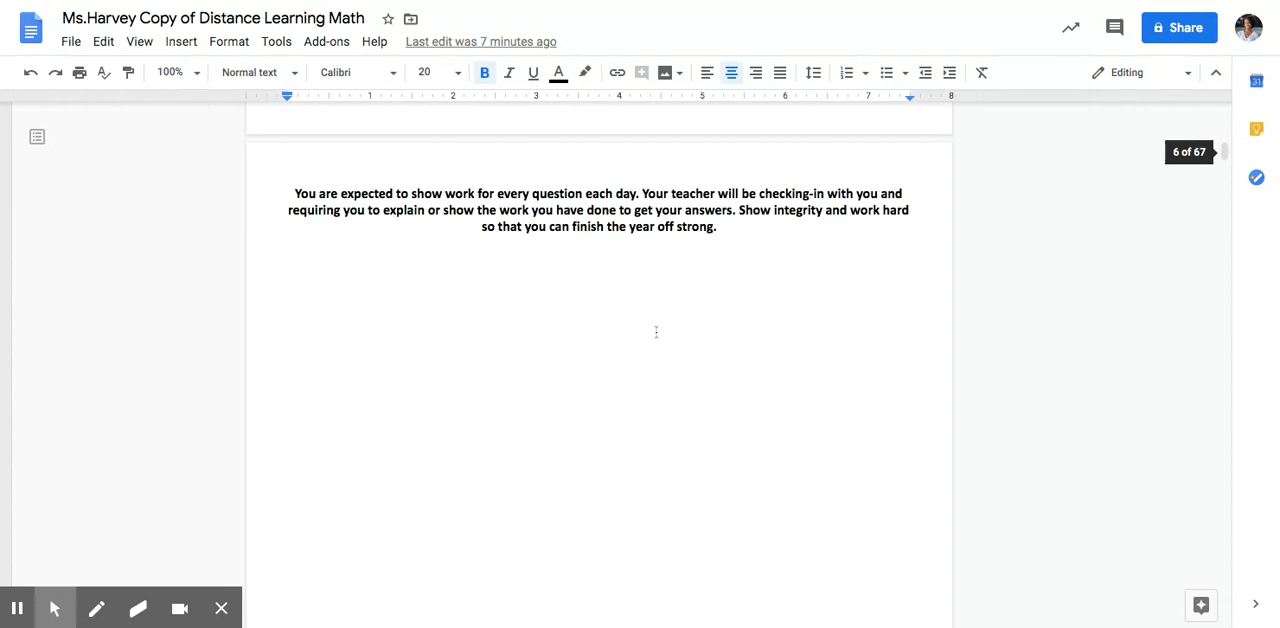 Ms.Harvey Copy of Distance Learning Math
File Edit View Insert Format Tools Add-ons Help Last edit was 7 minutes ago
Share
100% Normal text Calibri 20 B I U A Editing
1 2 3 4 5 6 7 8
31
6 of 67
You are expected to show work for every question each day. Your teacher will be checking-in with you and
requiring you to explain or show the work you have done to get your answers. Show integrity and work hard
so that you can finish the year off strong.